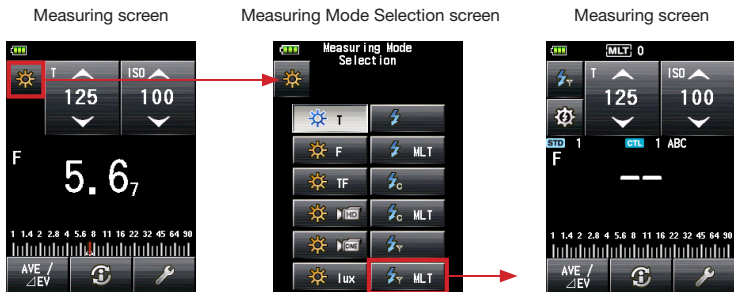 Measuring screen
T
ISO
125
100
F
5.6₇
1 1.4 2 2.8 4 5.6 8 11 16 22 32 45 64 90
AVE /
⊿EV
Measuring Mode Selection screen
Measuring Mode
Selection
T
F
MLT
TF
C
HD
C MLT
CINE
Y
lux
Y MLT
Measuring screen
MLT 0
Y
T
ISO
125
100
STD 1
CTL 1 ABC
F
--
1 1.4 2 2.8 4 5.6 8 11 16 22 32 45 64 90
AVE /
⊿EV